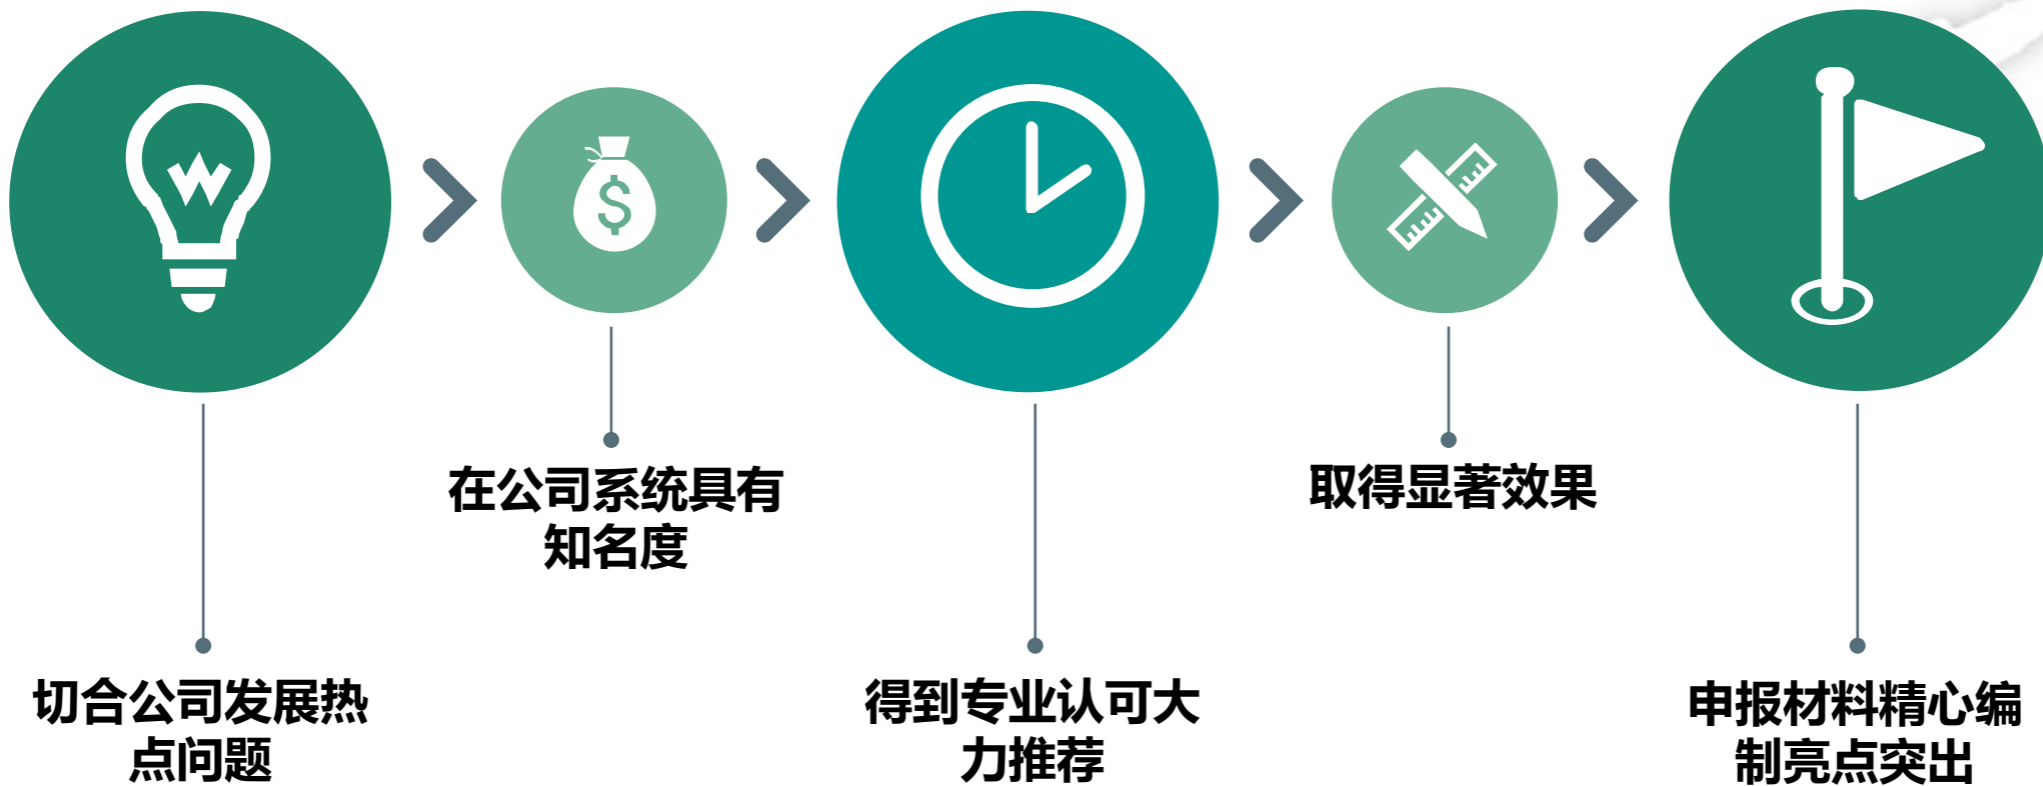 切合公司发展热
点问题
在公司系统具有
知名度
得到专业认可大
力推荐
取得显著效果
申报材料精心编
制亮点突出